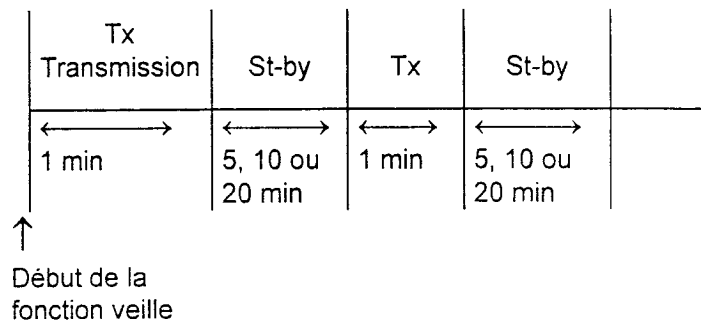 Tx
Transmission
St-by
Tx
St-by
1 min
5, 10 ou
20 min
1 min
5, 10 ou
20 min
Début de la
fonction veille